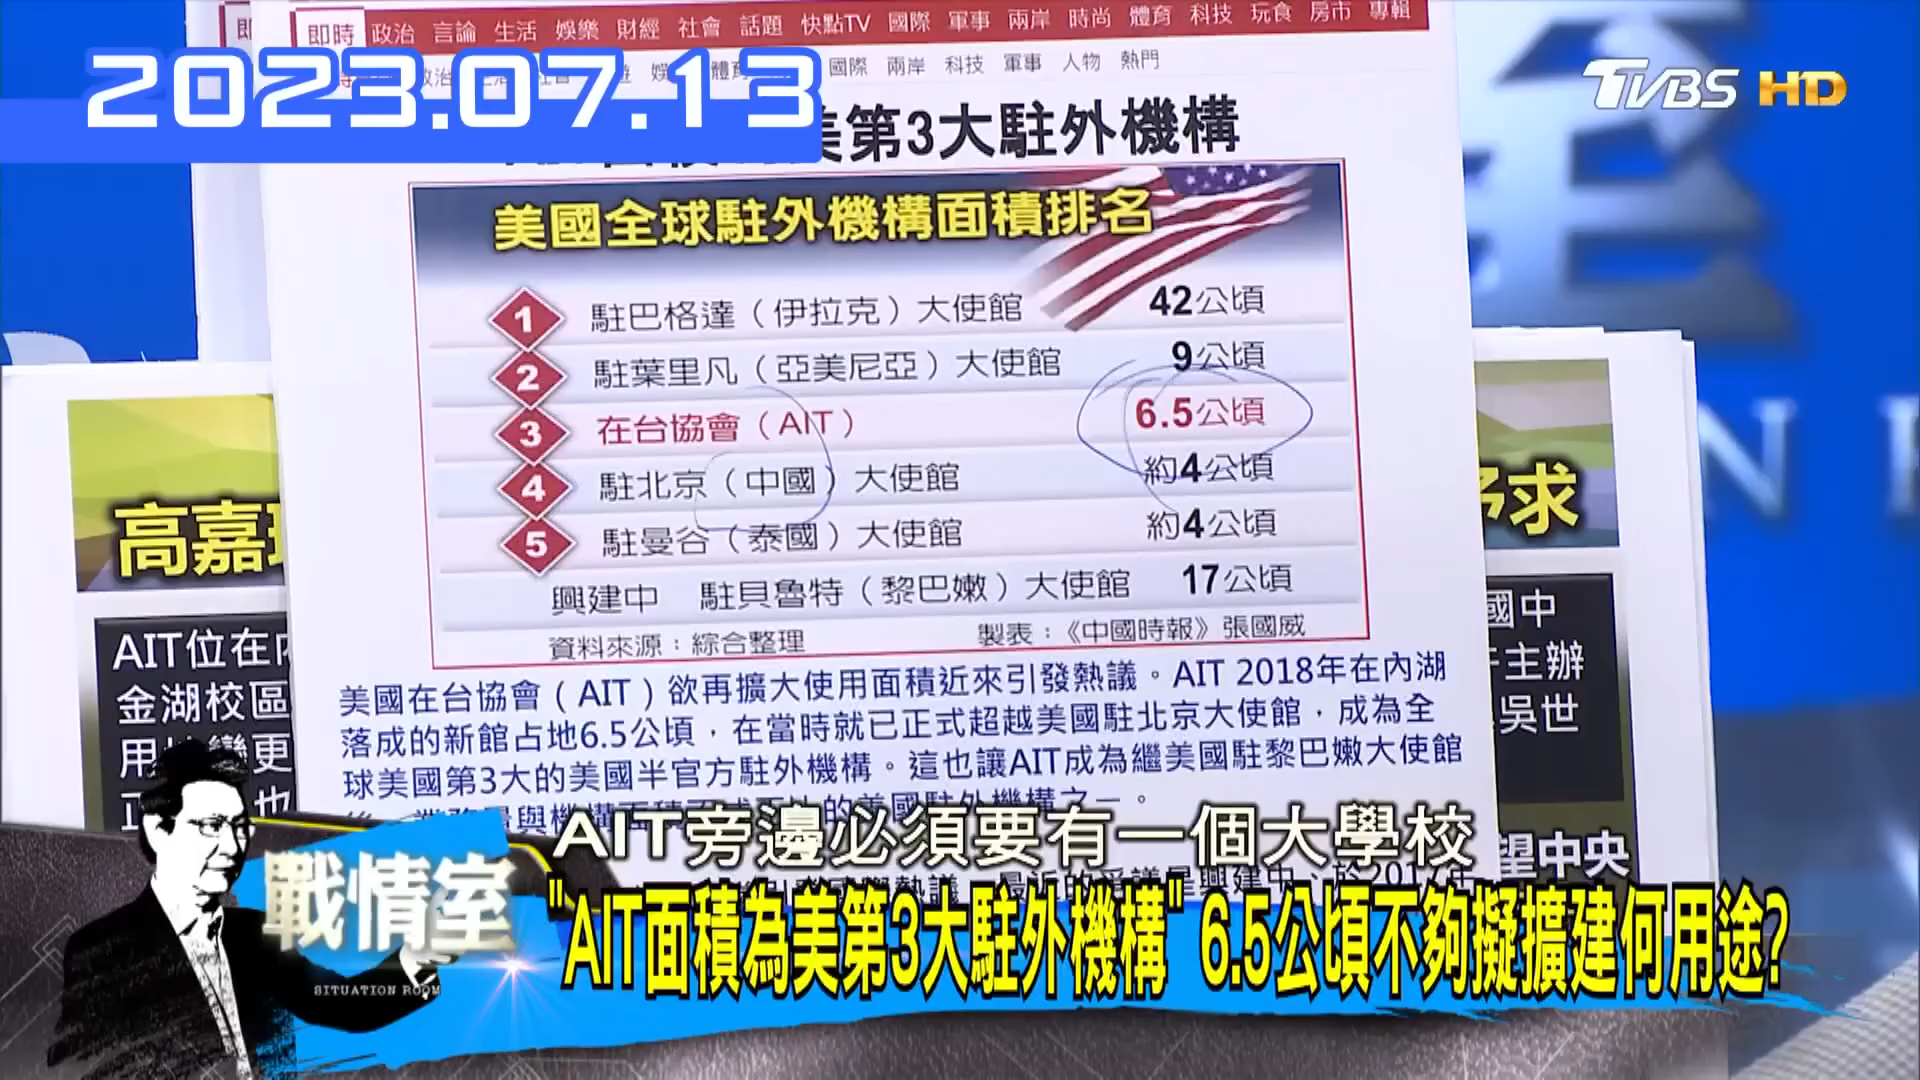 即時 政治 言論 生活 娛樂 財經 社會 話題 快點TV 國際 軍事 兩岸 時尚 體育 科技 玩食 房市 專輯
國際 兩岸 科技 軍事 人物 熱門
2023.07.13
TVBS HD
美第3大駐外機構
美國全球駐外機構面積排名
1 駐巴格達（伊拉克）大使館 42公頃
2 駐葉里凡（亞美尼亞）大使館 9公頃
3 在台協會（AIT） 6.5公頃
4 駐北京（中國）大使館 約4公頃
5 駐曼谷（泰國）大使館 約4公頃
興建中 駐貝魯特（黎巴嫩）大使館 17公頃
資料來源：綜合整理 製表：《中國時報》張國威
美國在台協會（AIT）欲再擴大使用面積近來引發熱議。AIT 2018年在內湖
落成的新館占地6.5公頃，在當時就已正式超越美國駐北京大使館，成為全
球美國第3大的美國半官方駐外機構。這也讓AIT成為繼美國駐黎巴嫩大使館
的美國駐外機構之一。
高嘉
AIT位在
金湖校區
用 變更
求
國中
主辦
吳世
望中央
AIT旁邊必須要有一個大學校
戰情室
SITUATION ROOM
"AIT面積為美第3大駐外機構" 6.5公頃不夠擬擴建何用途?